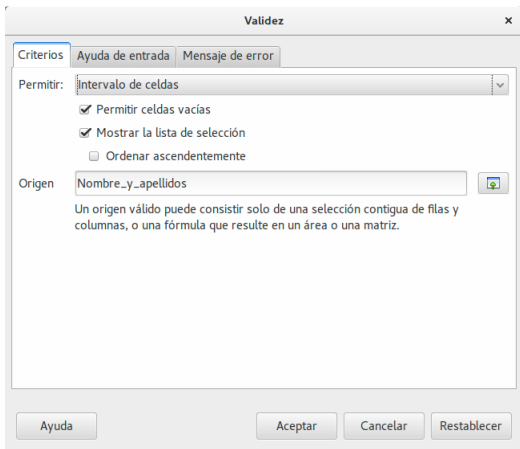 Validez
Criterios Ayuda de entrada Mensaje de error
Permitir: Intervalo de celdas
Permitir celdas vacías
Mostrar la lista de selección
Ordenar ascendentemente
Origen Nombre_y_apellidos
Un origen válido puede consistir solo de una selección contigua de filas y
columnas, o una fórmula que resulte en un área o una matriz.
Ayuda Aceptar Cancelar Restablecer